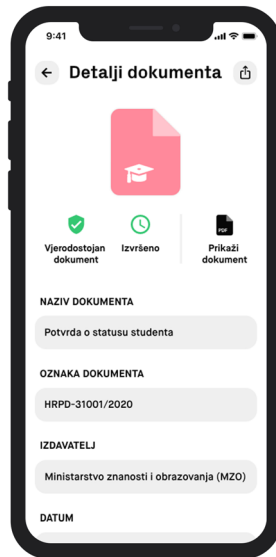 9:41
Detalji dokumenta
PDF
Vjerodostojan
dokument
Izvršeno
Prikaži
dokument
NAZIV DOKUMENTA
Potvrda o statusu studenta
OZNAKA DOKUMENTA
HRPD-31001/2020
IZDAVATELJ
Ministarstvo znanosti i obrazovanja (MZO)
DATUM